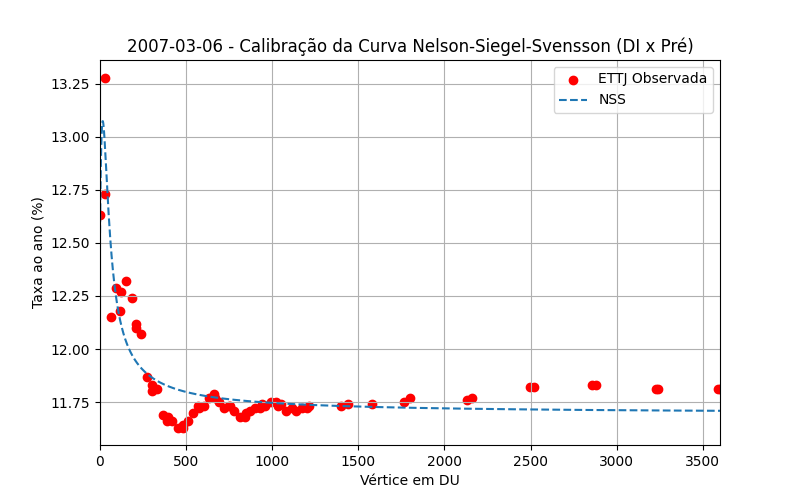 2007-03-06 - Calibração da Curva Nelson-Siegel-Svensson (DI x Pré)
ETTJ Observada
NSS
Taxa ao ano (%)
13.25
13.00
12.75
12.50
12.25
12.00
11.75
0 500 1000 1500 2000 2500 3000 3500
Vértice em DU